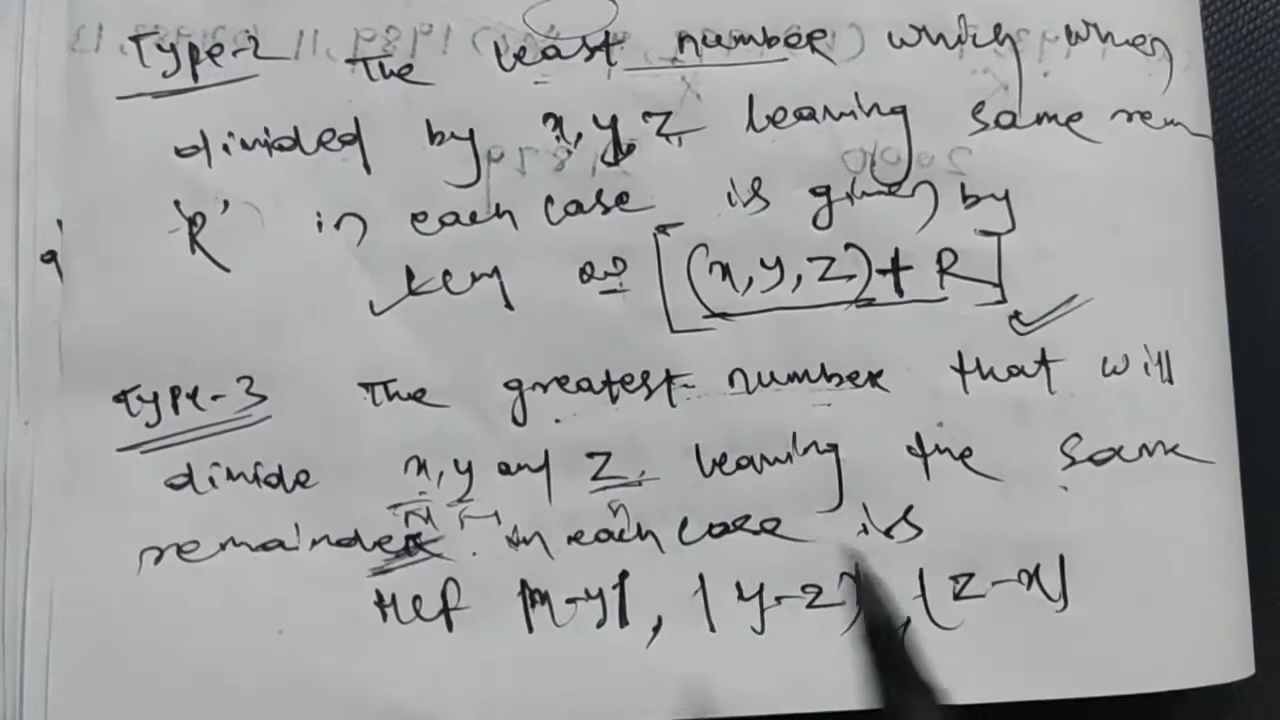 Type-2 The least number which when
divided by x, y, z leaving same rem
'R' in each case is given by
LCM of [(x, y, z) + R]
Type-3 The greatest number that will
divide x, y and z, leaving the same
remainder in each case is
HCF |x-y|, |y-z|, |z-x|